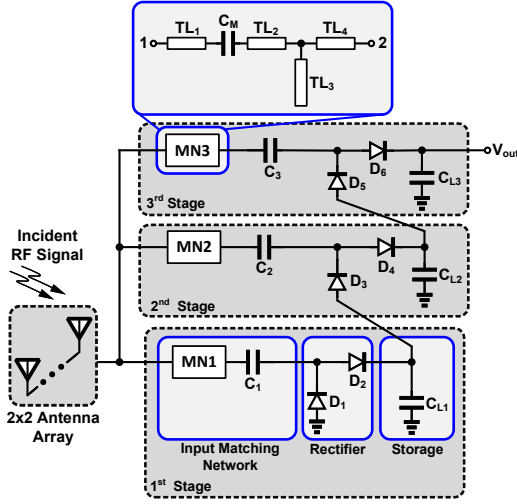 TL1 CM TL2 TL4
1 2
TL3
MN3
C3
D5
D6
CL3
Vout
3rd Stage
MN2
C2
D3
D4
CL2
2nd Stage
Incident
RF Signal
2x2 Antenna
Array
MN1
C1
D1
D2
CL1
Input Matching
Network
Rectifier
Storage
1st Stage